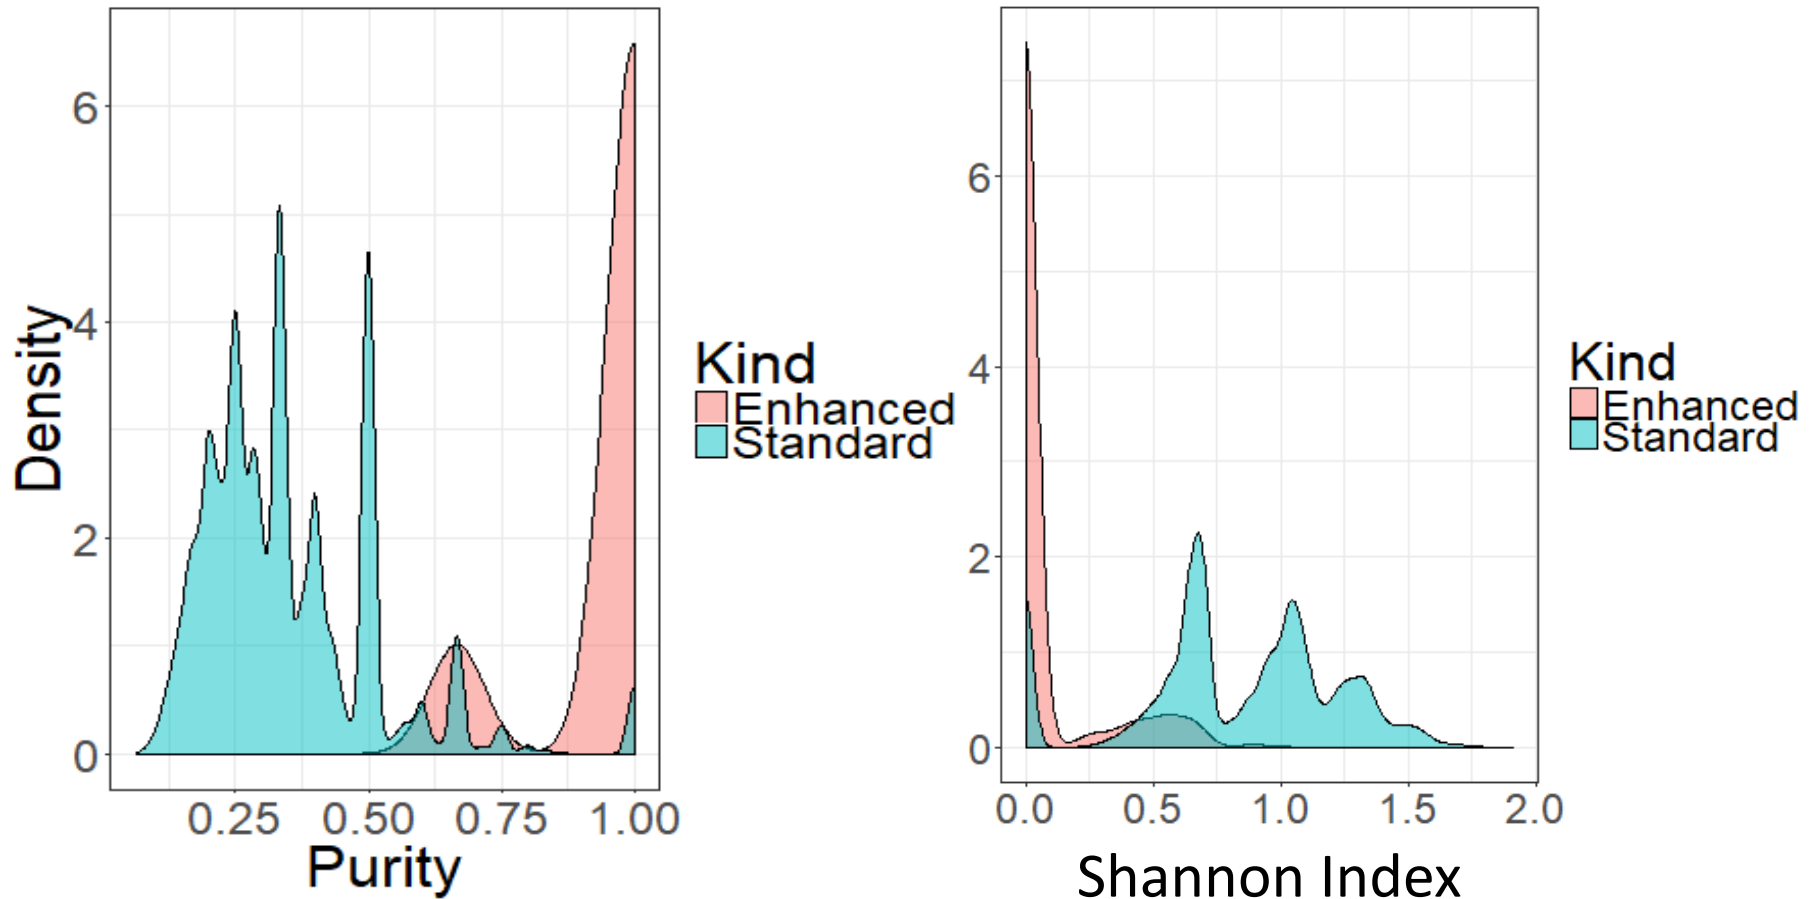 Density
6
4
2
0
0.25 0.50 0.75 1.00
Purity
Kind
Enhanced
Standard
6
4
2
0
0.0 0.5 1.0 1.5 2.0
Shannon Index
Kind
Enhanced
Standard